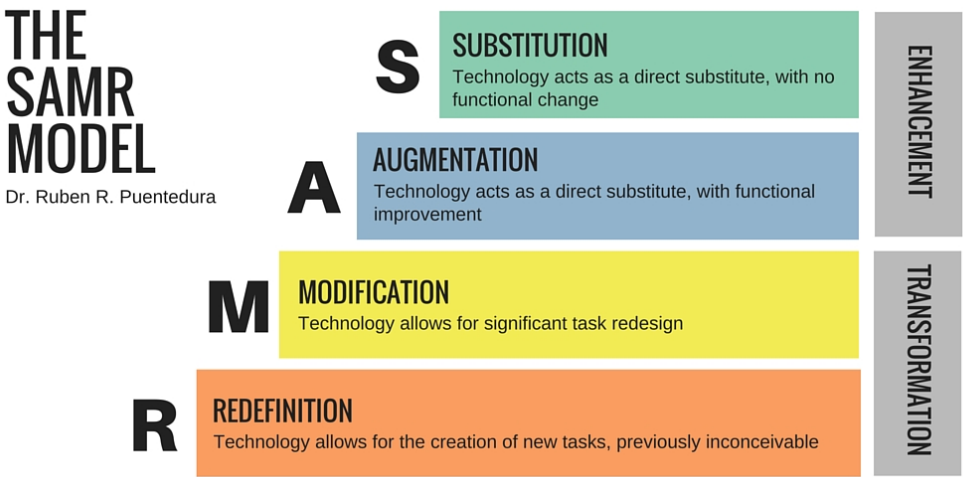 THE
SAMR
MODEL
Dr. Ruben R. Puentedura
S
SUBSTITUTION
Technology acts as a direct substitute, with no
functional change
A
AUGMENTATION
Technology acts as a direct substitute, with functional
improvement
ENHANCEMENT
M
MODIFICATION
Technology allows for significant task redesign
R
REDEFINITION
Technology allows for the creation of new tasks, previously inconceivable
TRANSFORMATION